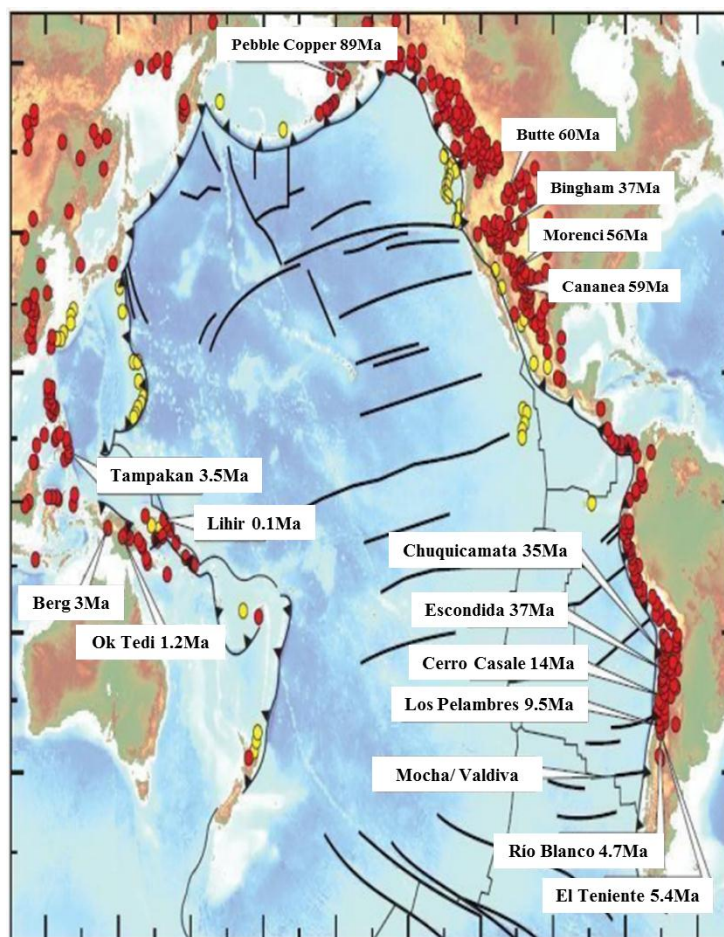 Pebble Copper 89Ma
Butte 60Ma
Bingham 37Ma
Morenci 56Ma
Cananea 59Ma
Tampakan 3.5Ma
Lihir 0.1Ma
Chuquicamata 35Ma
Berg 3Ma
Escondida 37Ma
Ok Tedi 1.2Ma
Cerro Casale 14Ma
Los Pelambres 9.5Ma
Mocha/ Valdiva
Río Blanco 4.7Ma
El Teniente 5.4Ma